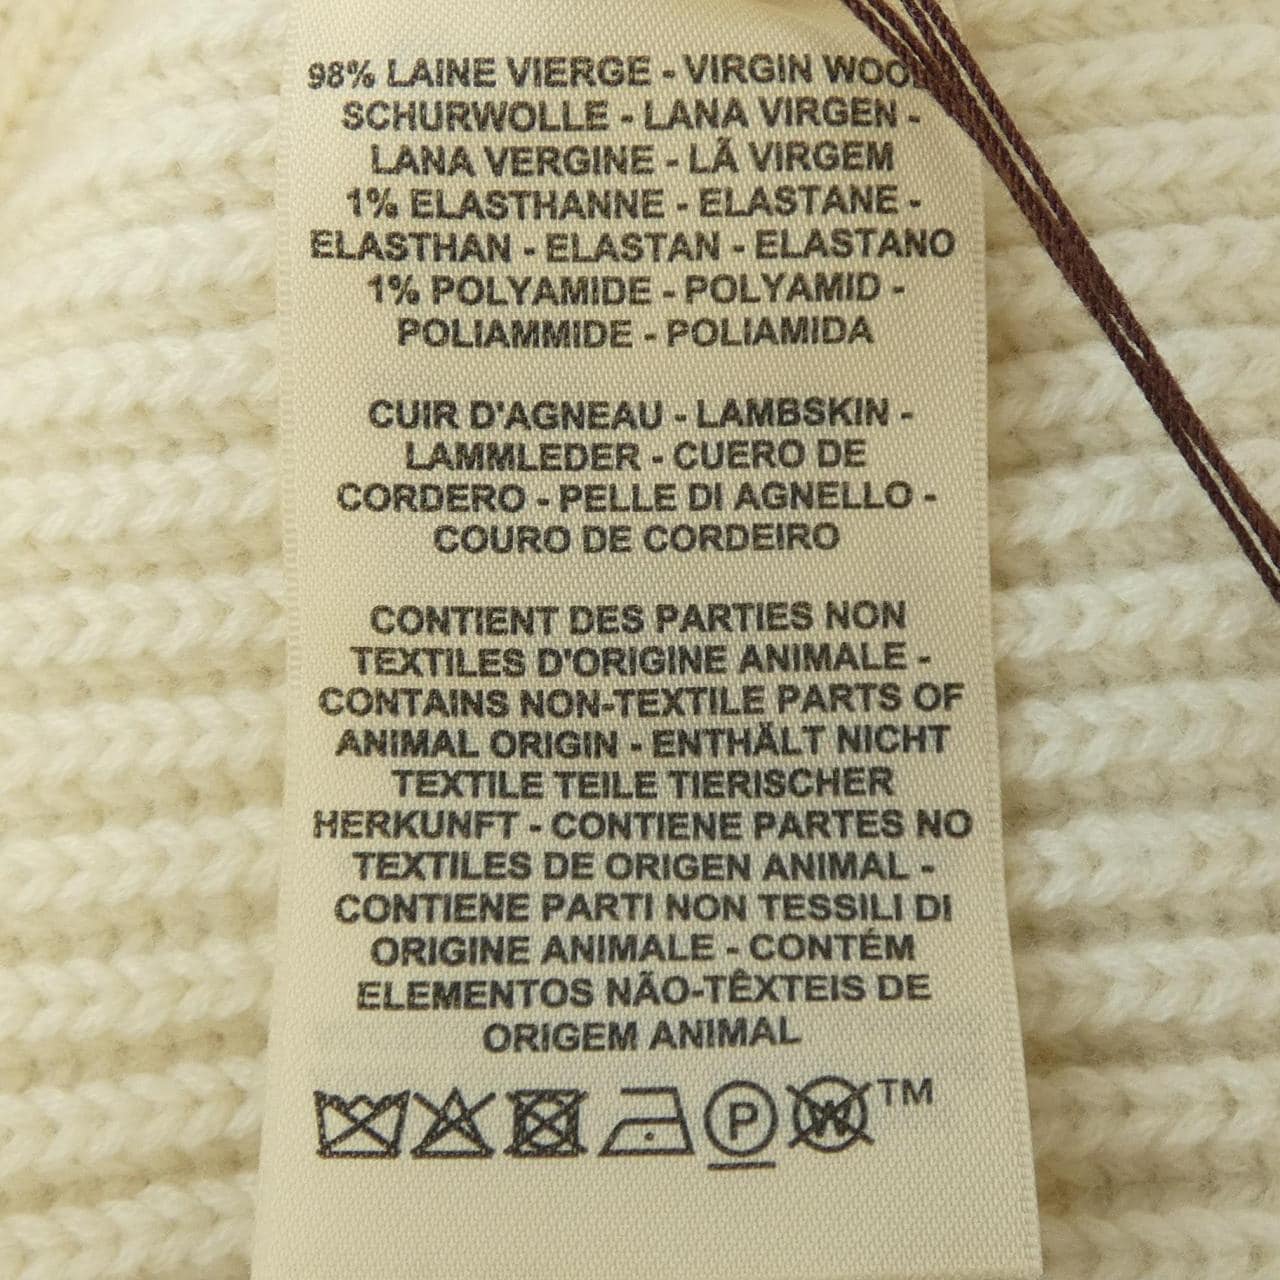 98% LAINE VIERGE - VIRGIN WOOL
SCHURWOLLE - LANA VIRGEN -
LANA VERGINE - LÃ VIRGEM
1% ELASTHANNE - ELASTANE -
ELASTHAN - ELASTAN - ELASTANO
1% POLYAMIDE - POLYAMID -
POLIAMMIDE - POLIAMIDA
CUIR D'AGNEAU - LAMBSKIN -
LAMMLEDER - CUERO DE
CORDERO - PELLE DI AGNELLO -
COURO DE CORDEIRO
CONTIENT DES PARTIES NON
TEXTILES D'ORIGINE ANIMALE -
CONTAINS NON-TEXTILE PARTS OF
ANIMAL ORIGIN - ENTHÄLT NICHT
TEXTILE TEILE TIERISCHER
HERKUNFT - CONTIENE PARTES NO
TEXTILES DE ORIGEN ANIMAL -
CONTIENE PARTI NON TESSILI DI
ORIGINE ANIMALE - CONTÉM
ELEMENTOS NÃO-TÊXTEIS DE
ORIGEM ANIMAL
P W TM